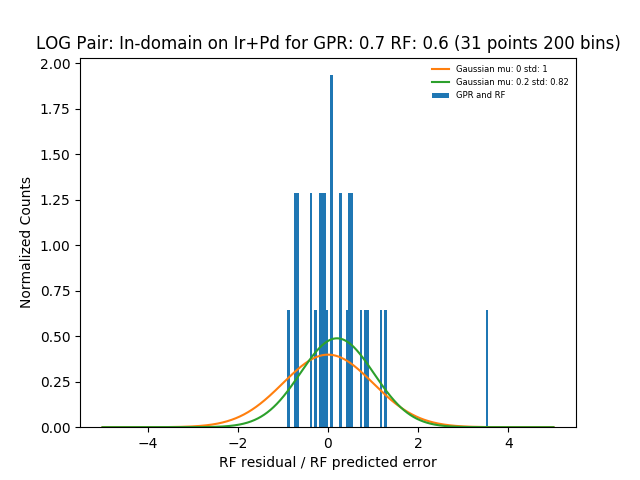 LOG Pair: In-domain on Ir+Pd for GPR: 0.7 RF: 0.6 (31 points 200 bins)
Gaussian mu: 0 std: 1
Gaussian mu: 0.2 std: 0.82
GPR and RF
Normalized Counts
2.00
1.75
1.50
1.25
1.00
0.75
0.50
0.25
0.00
−4
−2
0
2
4
RF residual / RF predicted error